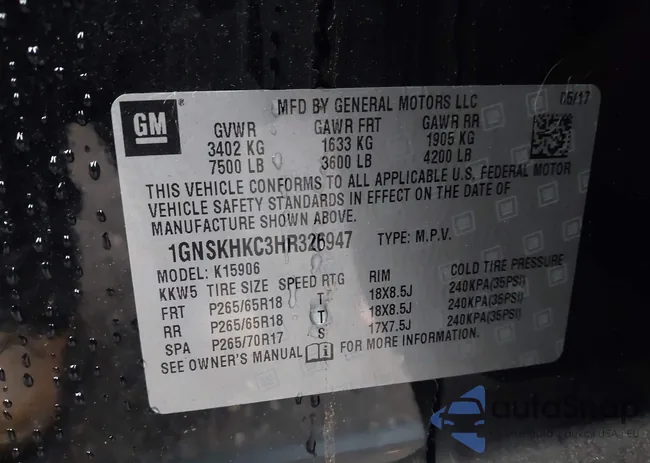 MFD BY GENERAL MOTORS LLC 05/17
GM
GVWR GAWR FRT GAWR RR
3402 KG 1633 KG 1905 KG
7500 LB 3600 LB 4200 LB
THIS VEHICLE CONFORMS TO ALL APPLICABLE U.S. FEDERAL MOTOR
VEHICLE SAFETY STANDARDS IN EFFECT ON THE DATE OF
MANUFACTURE SHOWN ABOVE.
1GNSKHKC3HR326947 TYPE: M.P.V.
MODEL: K15906
KKW5 TIRE SIZE SPEED RTG RIM COLD TIRE PRESSURE
FRT P265/65R18 T 18X8.5J 240KPA(35PSI)
RR P265/65R18 T 18X8.5J 240KPA(35PSI)
SPA P265/70R17 S 17X7.5J 240KPA(35PSI)
SEE OWNER'S MANUAL FOR MORE INFORMATION.
autoSnap